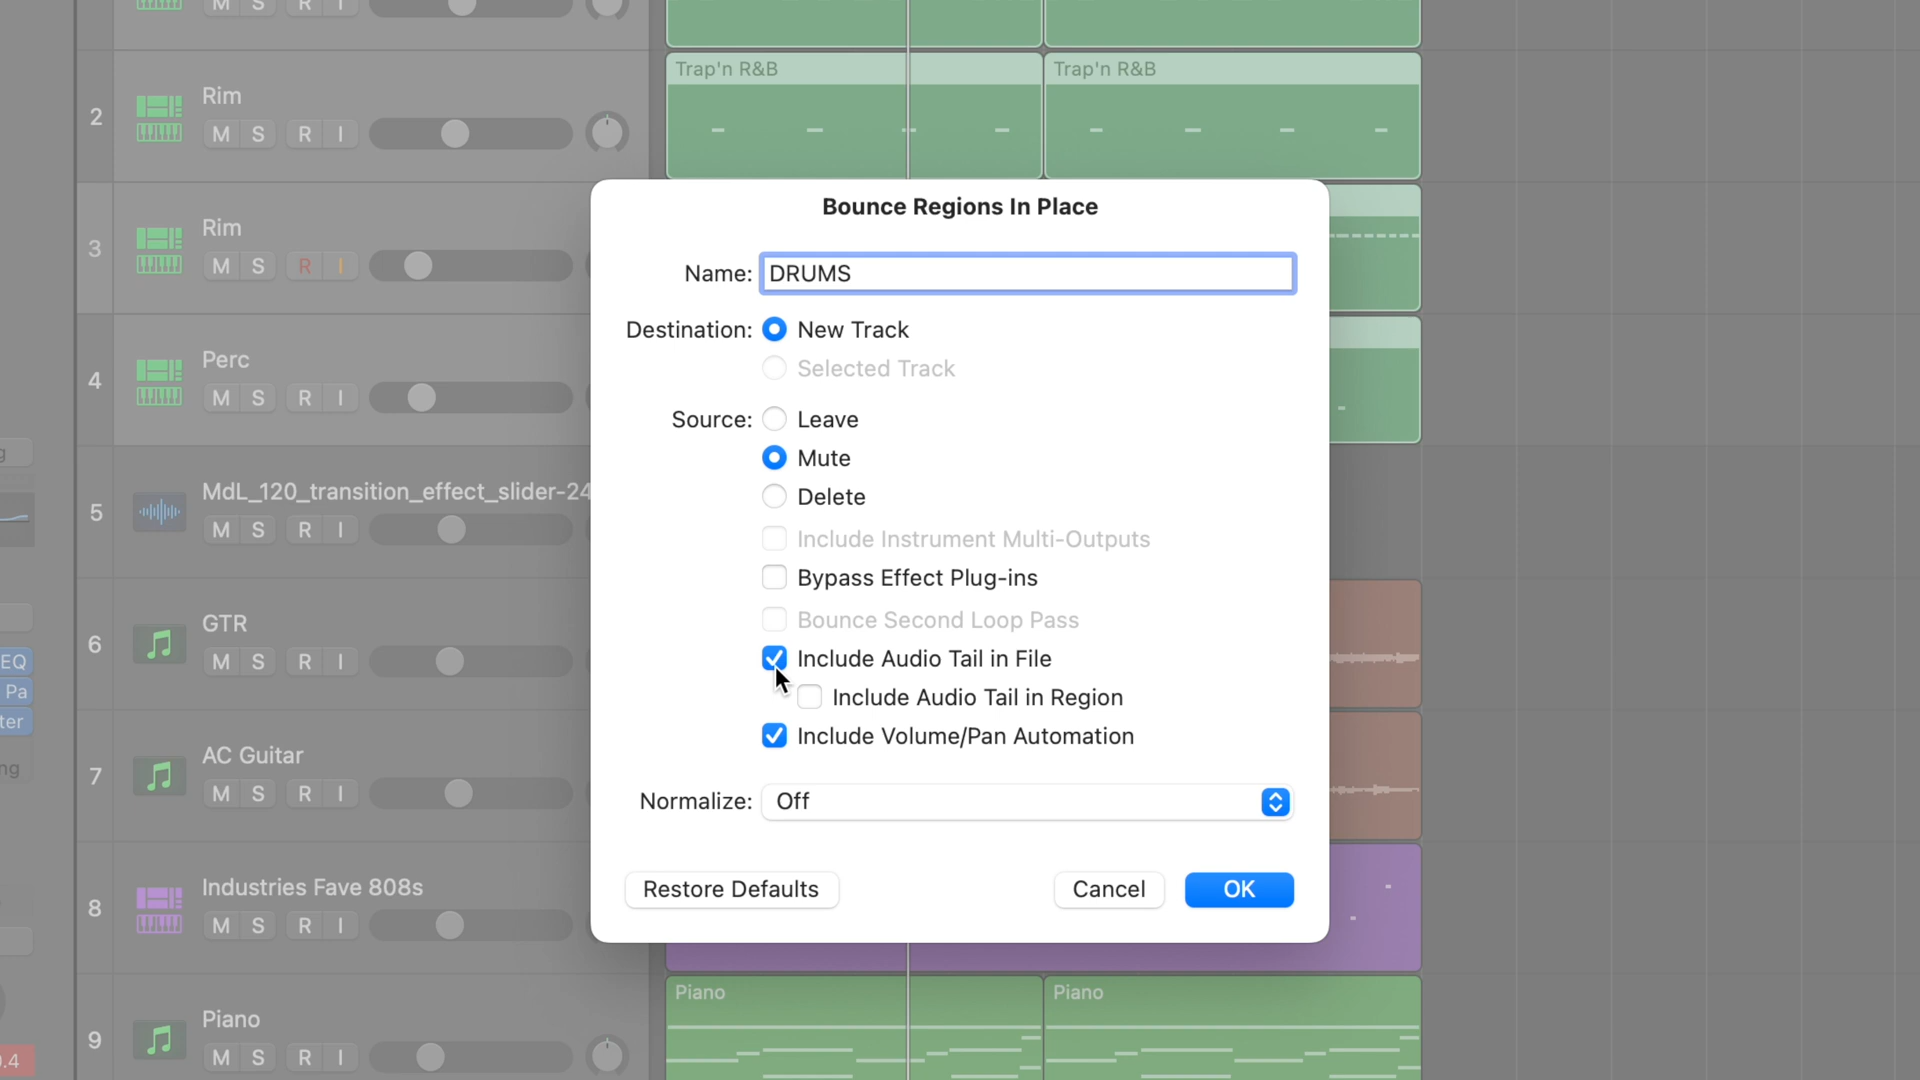 M S R I
Trap'n R&B Trap'n R&B
2 Rim
M S R I
Bounce Regions In Place
3 Rim
M S R I
Name: DRUMS
Destination: New Track
Selected Track
4 Perc
M S R I
Source: Leave
Mute
Delete
5 MdL_120_transition_effect_slider-24
M S R I
Include Instrument Multi-Outputs
Bypass Effect Plug-ins
Bounce Second Loop Pass
Include Audio Tail in File
Include Audio Tail in Region
Include Volume/Pan Automation
6 GTR
M S R I
EQ
Pa
ter
7 AC Guitar
M S R I
ng
Normalize: Off
Restore Defaults Cancel OK
8 Industries Fave 808s
M S R I
Piano Piano
9 Piano
M S R I